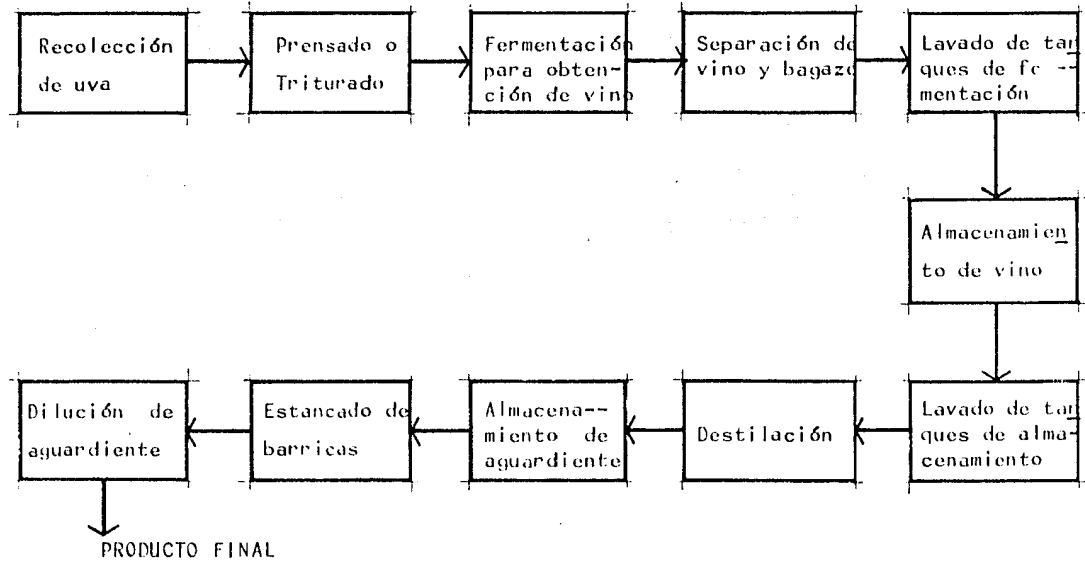 Recolección
de uva
Prensado o
Triturado
Fermentación
para obten-
ción de vino
Separación de
vino y bagazo
Lavado de tan
ques de fe --
mentación
Almacenamien
to de vino
Lavado de tan
ques de alma-
cenamiento
Destilación
Almacena--
miento de
aguardiente
Estancado de
barricas
Dilución de
aguardiente
PRODUCTO FINAL